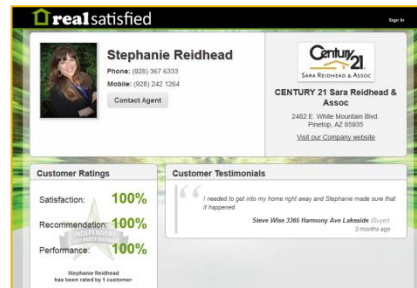 realsatisfied
Sign In
Stephanie Reidhead
Phone: (928) 367 6333
Mobile: (928) 242 1264
Contact Agent
Century 21
SARA REIDHEAD & ASSOC
CENTURY 21 Sara Reidhead &
Assoc
2482 E. White Mountain Blvd.
Pinetop, AZ 85935
Visit our Company website
Customer Ratings
Satisfaction: 100%
Recommendation: 100%
Performance: 100%
INDEPENDENT
Stephanie Reidhead
has been rated by 1 customer
Customer Testimonials
I needed to get into my home right away and Stephanie made sure that
it happened
Steve Wise 3365 Harmony Ave Lakeside (Buyer)
3 months ago